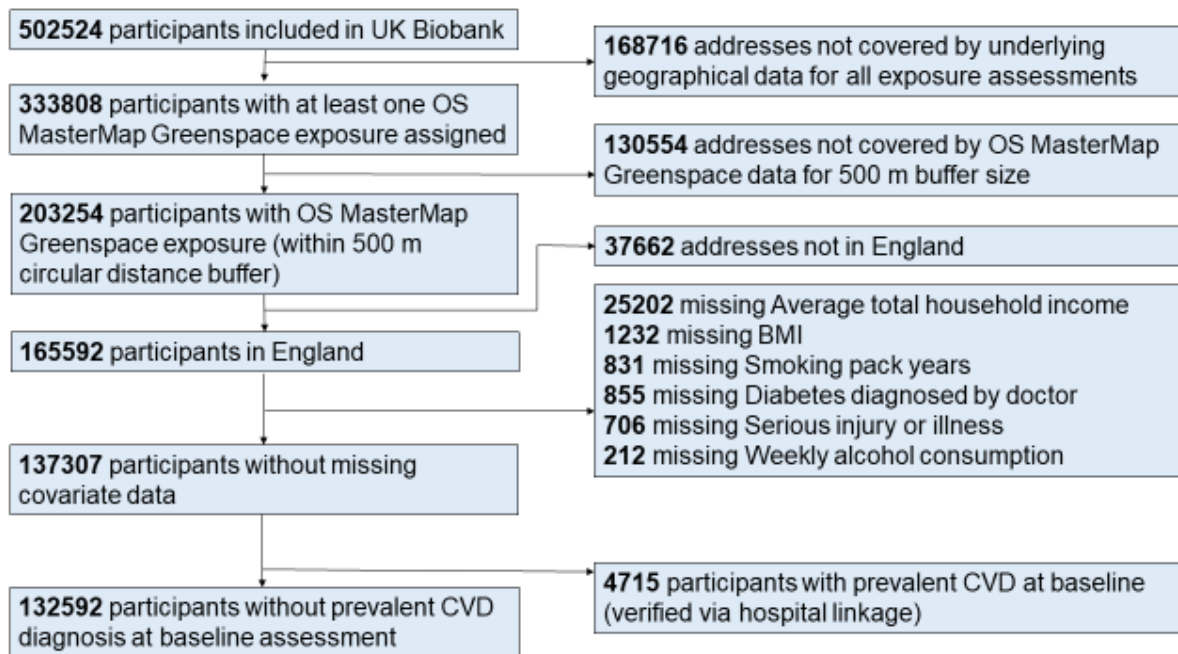 502524 participants included in UK Biobank
168716 addresses not covered by underlying
geographical data for all exposure assessments
333808 participants with at least one OS
MasterMap Greenspace exposure assigned
130554 addresses not covered by OS MasterMap
Greenspace data for 500 m buffer size
203254 participants with OS MasterMap
Greenspace exposure (within 500 m
circular distance buffer)
37662 addresses not in England
165592 participants in England
25202 missing Average total household income
1232 missing BMI
831 missing Smoking pack years
855 missing Diabetes diagnosed by doctor
706 missing Serious injury or illness
212 missing Weekly alcohol consumption
137307 participants without missing
covariate data
4715 participants with prevalent CVD at baseline
(verified via hospital linkage)
132592 participants without prevalent CVD
diagnosis at baseline assessment